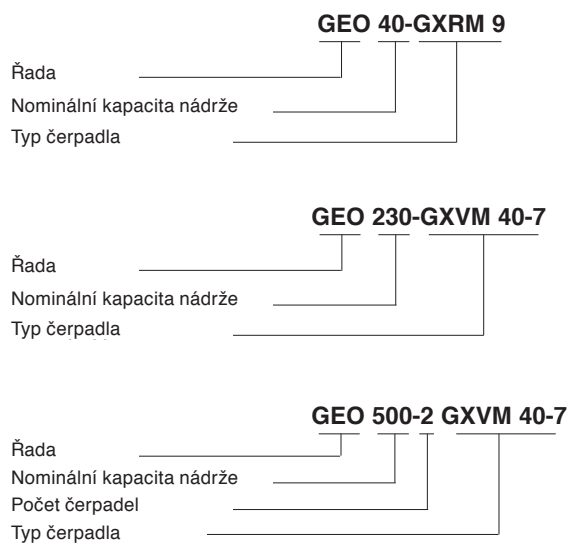 GEO 40-GXRM 9
Řada
Nominální kapacita nádrže
Typ čerpadla
GEO 230-GXVM 40-7
Řada
Nominální kapacita nádrže
Typ čerpadla
GEO 500-2 GXVM 40-7
Řada
Nominální kapacita nádrže
Počet čerpadel
Typ čerpadla